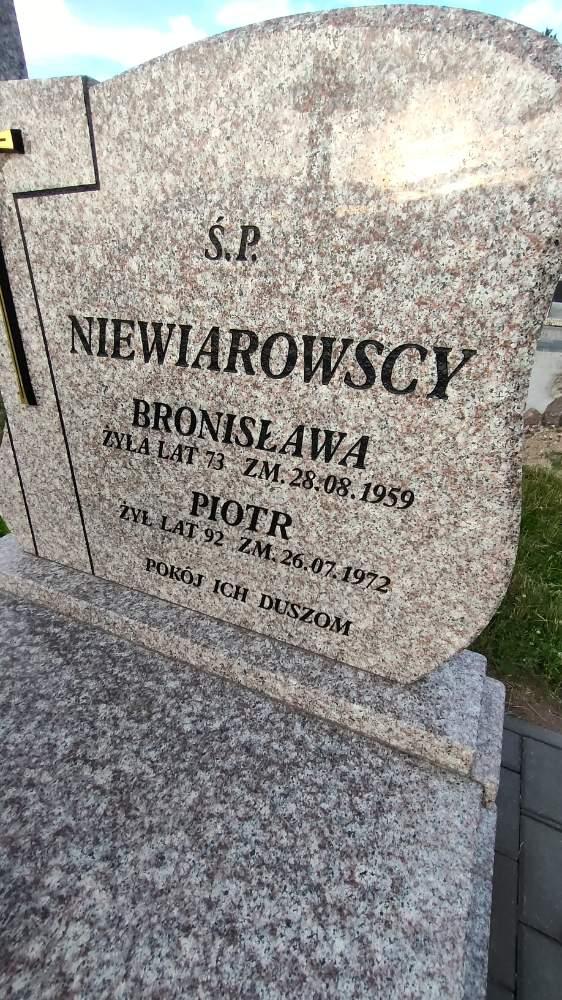 Ś.P.
NIEWIAROWSCY
BRONISŁAWA
ŻYŁA LAT 73 ZM. 28.08.1959
PIOTR
ŻYŁ LAT 92 ZM. 26.07.1972
POKÓJ ICH DUSZOM